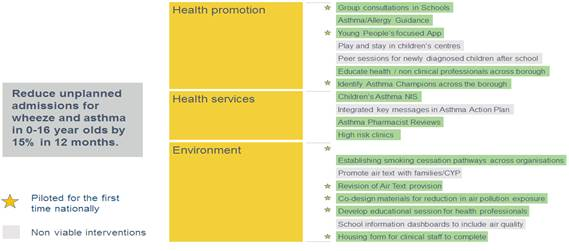 Reduce unplanned
admissions for
wheeze and asthma
in 0-16 year olds by
15% in 12 months.
Piloted for the first
time nationally
Non viable interventions
Health promotion
Group consultations in Schools
Asthma/Allergy Guidance
Young People's focused App
Play and stay in children's centres
Peer sessions for newly diagnosed children after school
Educate health / non clinical professionals across borough
Identify Asthma Champions across the borough
Health services
Children's Asthma NIS
Integrated key messages in Asthma Action Plan
Asthma Pharmacist Reviews
High risk clinics
Environment
Establishing smoking cessation pathways across organisations
Promote air text with families/CYP
Revision of Air Text provision
Co-design materials for reduction in air pollution exposure
Develop educational session for health professionals
School information dashboards to include air quality
Housing form for clinical staff to complete